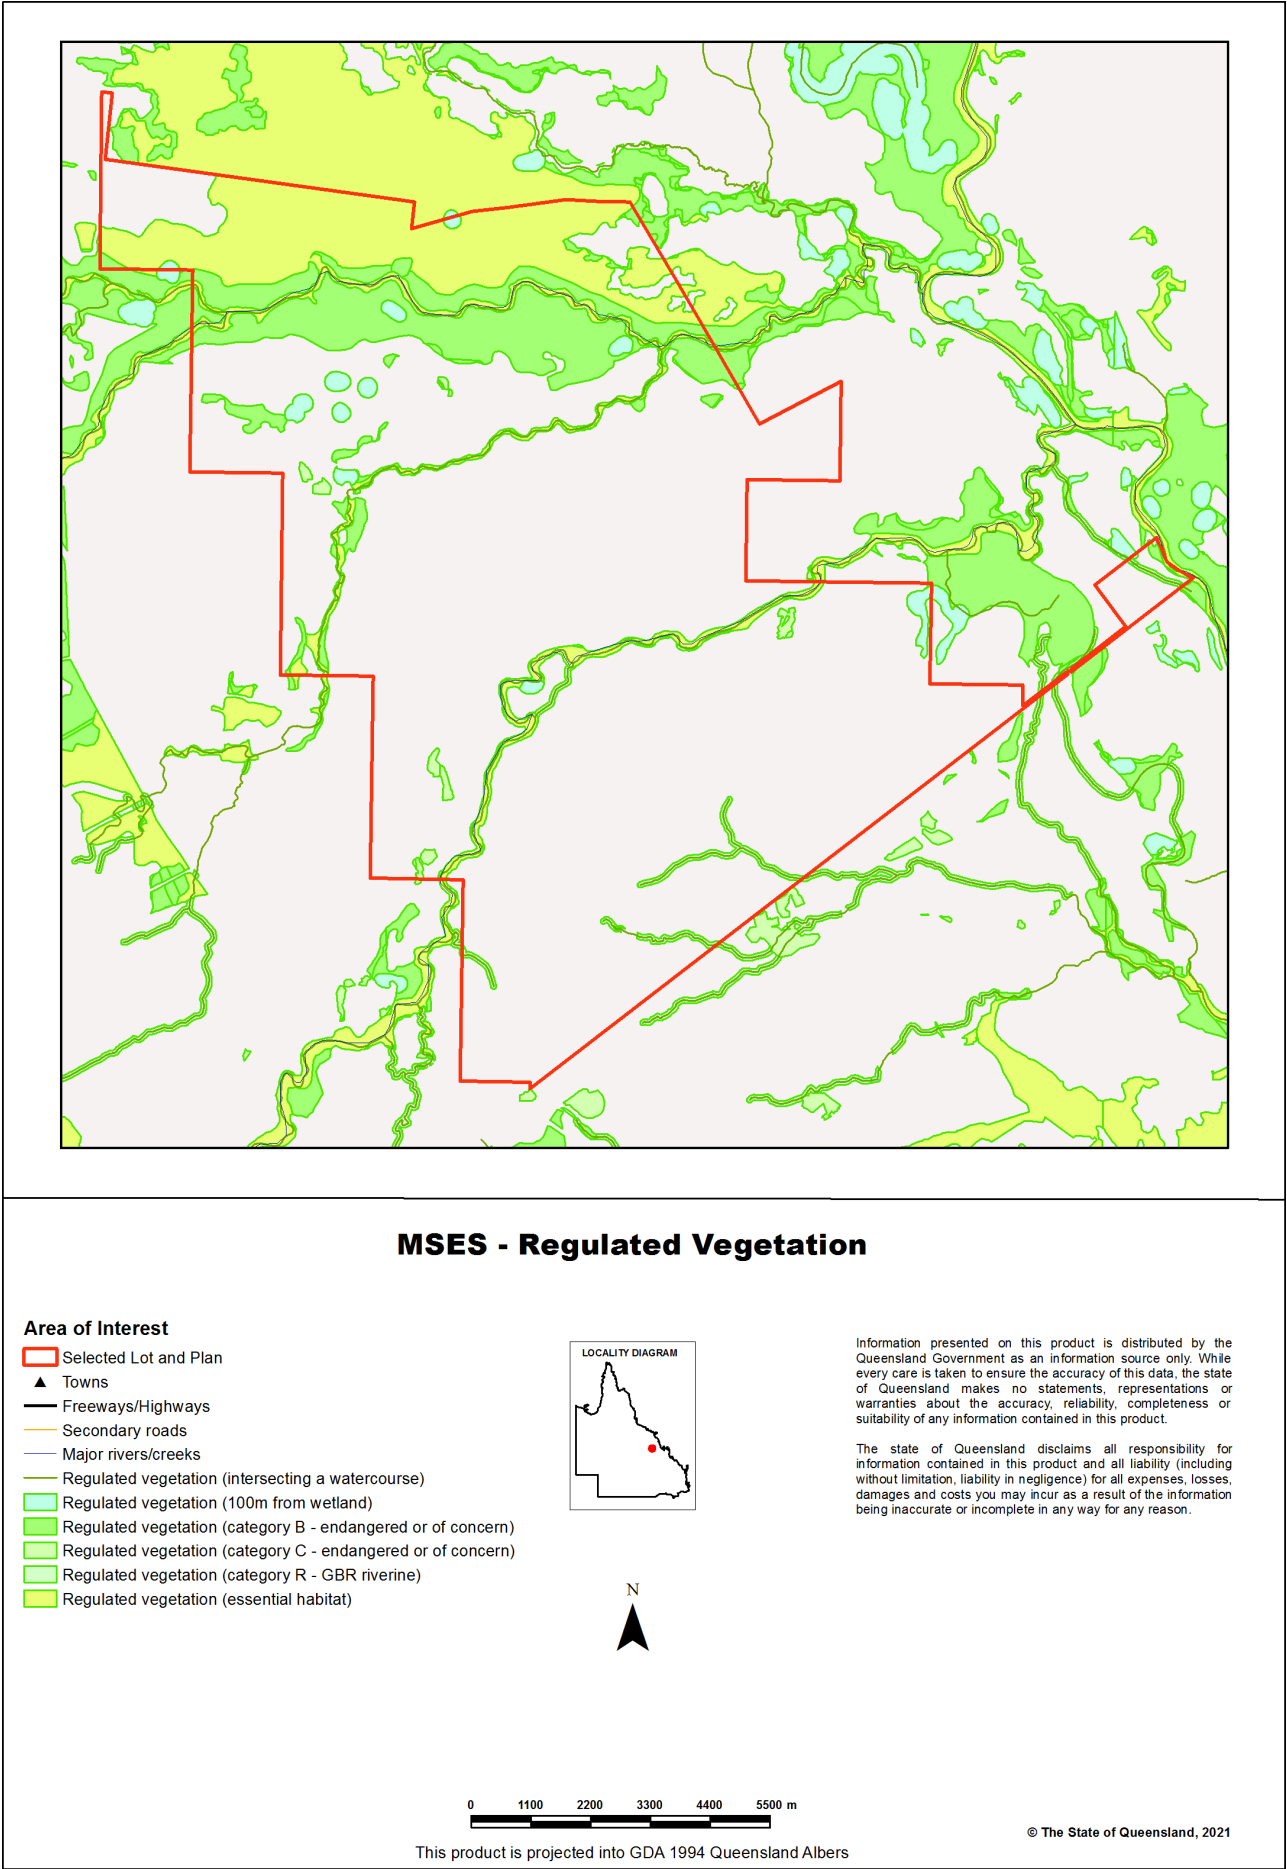 MSES - Regulated Vegetation
Area of Interest
Selected Lot and Plan
Towns
Freeways/Highways
Secondary roads
Major rivers/creeks
Regulated vegetation (intersecting a watercourse)
Regulated vegetation (100m from wetland)
Regulated vegetation (category B - endangered or of concern)
Regulated vegetation (category C - endangered or of concern)
Regulated vegetation (category R - GBR riverine)
Regulated vegetation (essential habitat)
LOCALITY DIAGRAM
N
Information presented on this product is distributed by the
Queensland Government as an information source only. While
every care is taken to ensure the accuracy of this data, the state
of Queensland makes no statements, representations or
warranties about the accuracy, reliability, completeness or
suitability of any information contained in this product.
The state of Queensland disclaims all responsibility for
information contained in this product and all liability (including
without limitation, liability in negligence) for all expenses, losses,
damages and costs you may incur as a result of the information
being inaccurate or incomplete in any way for any reason.
0 1100 2200 3300 4400 5500 m
This product is projected into GDA 1994 Queensland Albers
© The State of Queensland, 2021